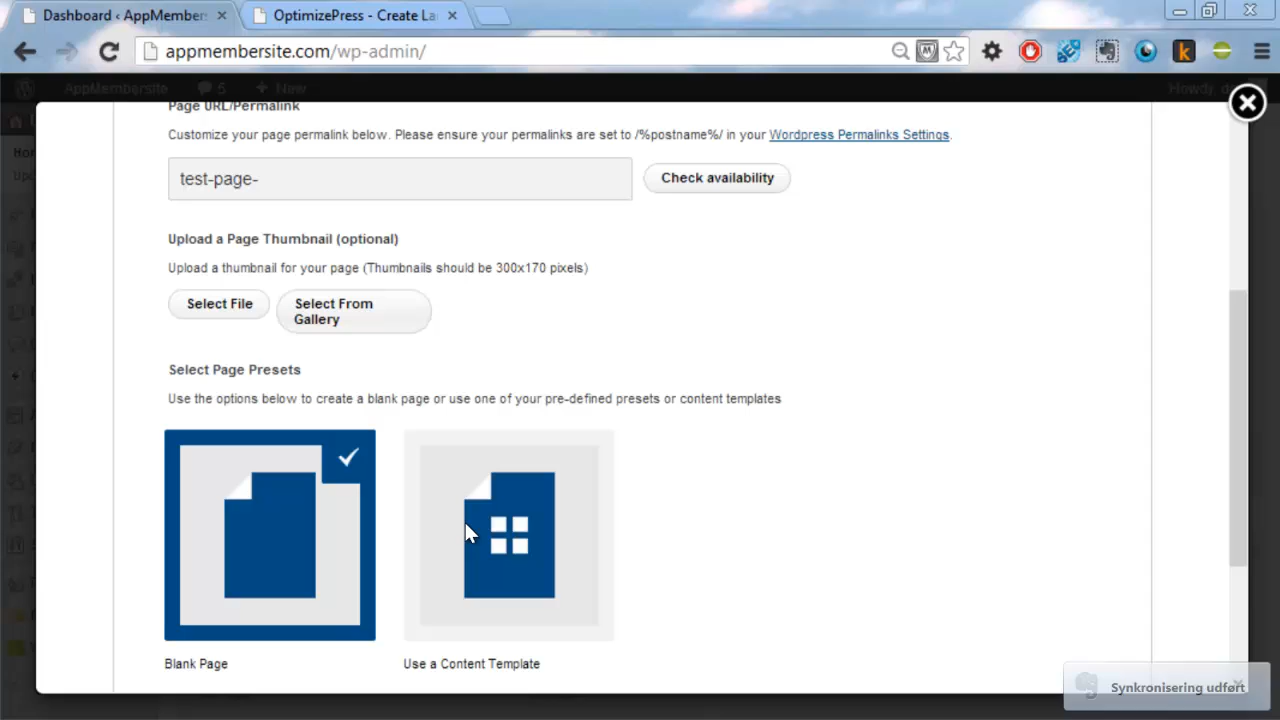 Dashboard ‹ AppMembers
OptimizePress - Create La
appmembersite.com/wp-admin/
AppMembersite 5 + New
Page URL/Permalink
Customize your page permalink below. Please ensure your permalinks are set to /%postname%/ in your Wordpress Permalinks Settings.
test-page-
Check availability
Upload a Page Thumbnail (optional)
Upload a thumbnail for your page (Thumbnails should be 300x170 pixels)
Select File
Select From
Gallery
Select Page Presets
Use the options below to create a blank page or use one of your pre-defined presets or content templates
Blank Page
Use a Content Template
Synkronisering udført